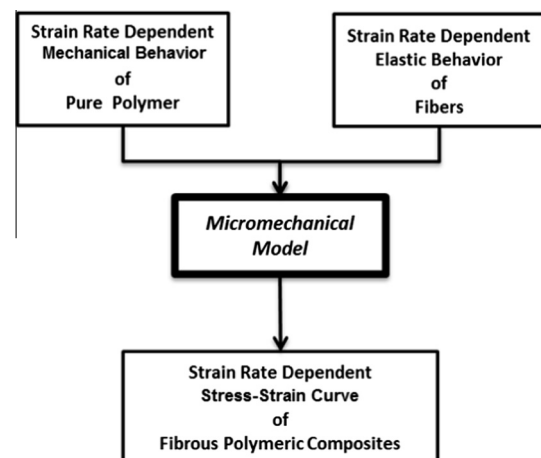 Strain Rate Dependent
Mechanical Behavior
of
Pure Polymer
Strain Rate Dependent
Elastic Behavior
of
Fibers
Micromechanical
Model
Strain Rate Dependent
Stress-Strain Curve
of
Fibrous Polymeric Composites